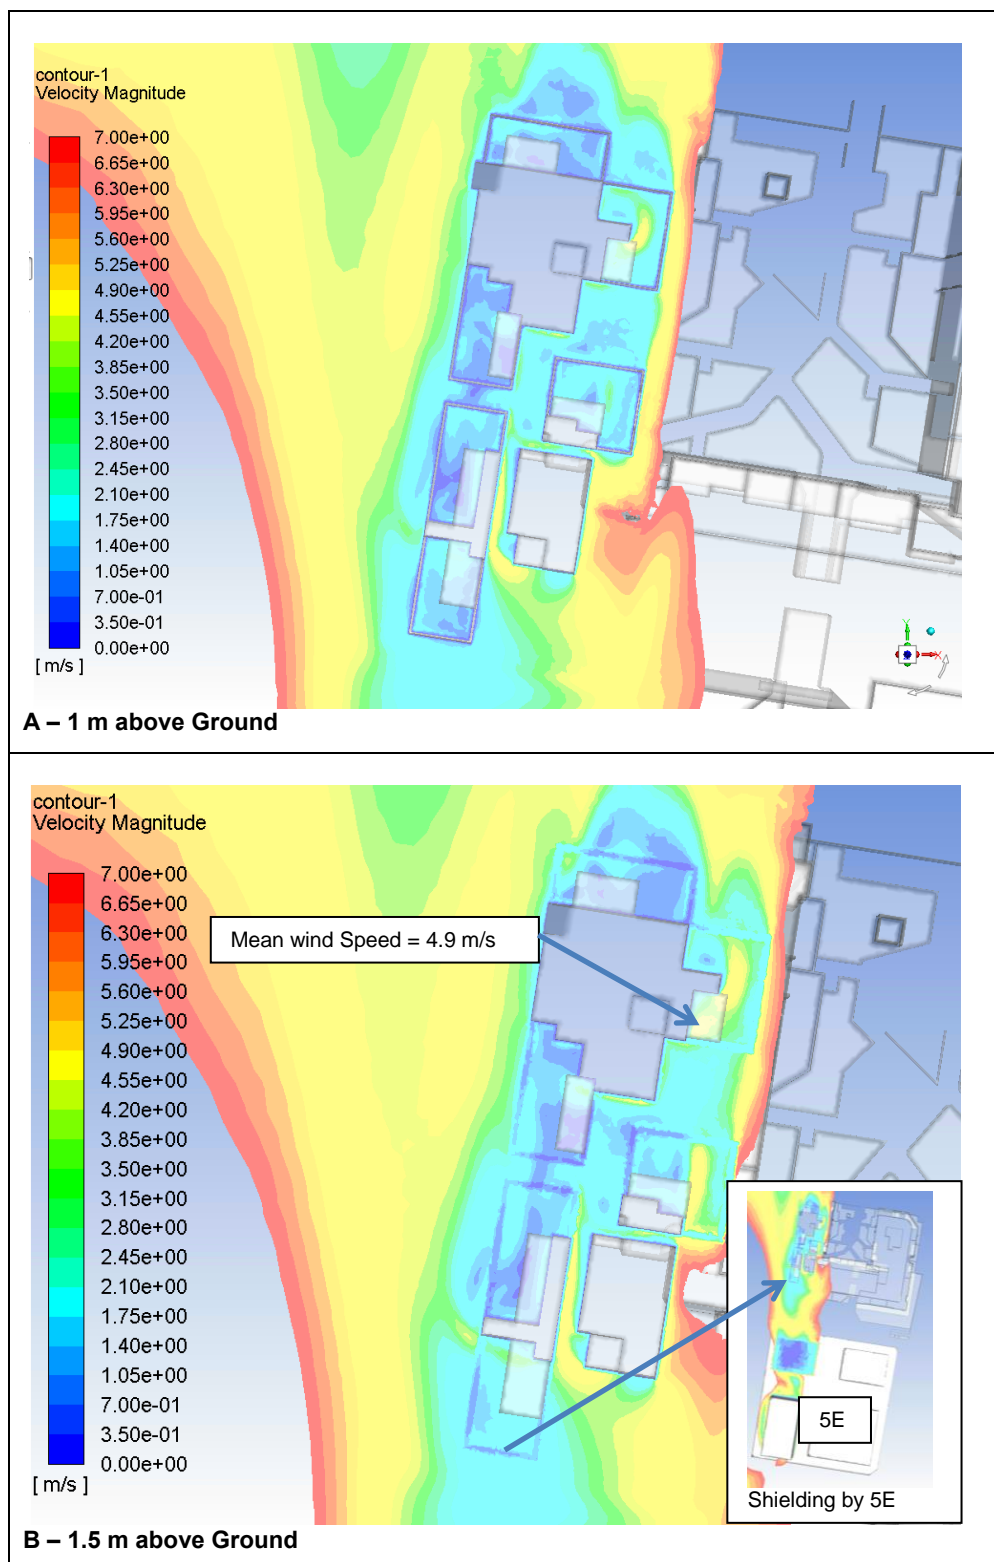 contour-1
Velocity Magnitude
7.00e+00
6.65e+00
6.30e+00
5.95e+00
5.60e+00
5.25e+00
4.90e+00
4.55e+00
4.20e+00
3.85e+00
3.50e+00
3.15e+00
2.80e+00
2.45e+00
2.10e+00
1.75e+00
1.40e+00
1.05e+00
7.00e-01
3.50e-01
0.00e+00
[ m/s ]
Y
X
A – 1 m above Ground
contour-1
Velocity Magnitude
7.00e+00
6.65e+00
6.30e+00
5.95e+00
5.60e+00
5.25e+00
4.90e+00
4.55e+00
4.20e+00
3.85e+00
3.50e+00
3.15e+00
2.80e+00
2.45e+00
2.10e+00
1.75e+00
1.40e+00
1.05e+00
7.00e-01
3.50e-01
0.00e+00
[ m/s ]
Mean wind Speed = 4.9 m/s
5E
Shielding by 5E
B – 1.5 m above Ground